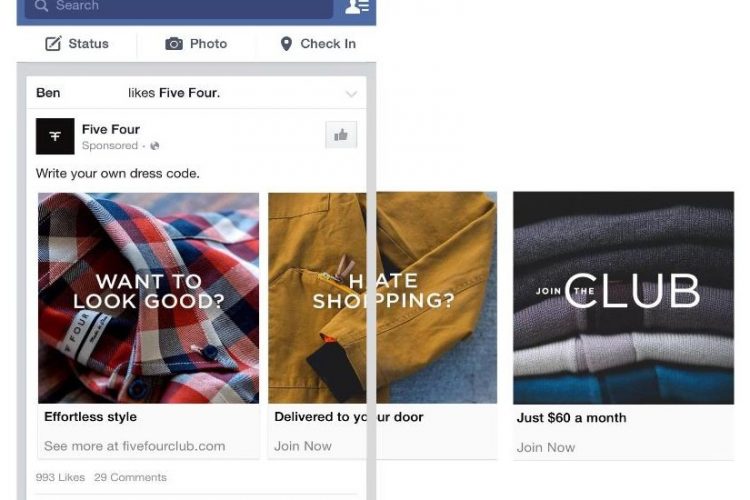 Search
Status
Photo
Check In
Ben likes Five Four.
Five Four
Sponsored ·
Write your own dress code.
WANT TO
LOOK GOOD?
FOUR
HATE
SHOPPING?
JOIN THE CLUB
Effortless style
See more at fivefourclub.com
Delivered to your door
Join Now
Just $60 a month
Join Now
993 Likes 29 Comments